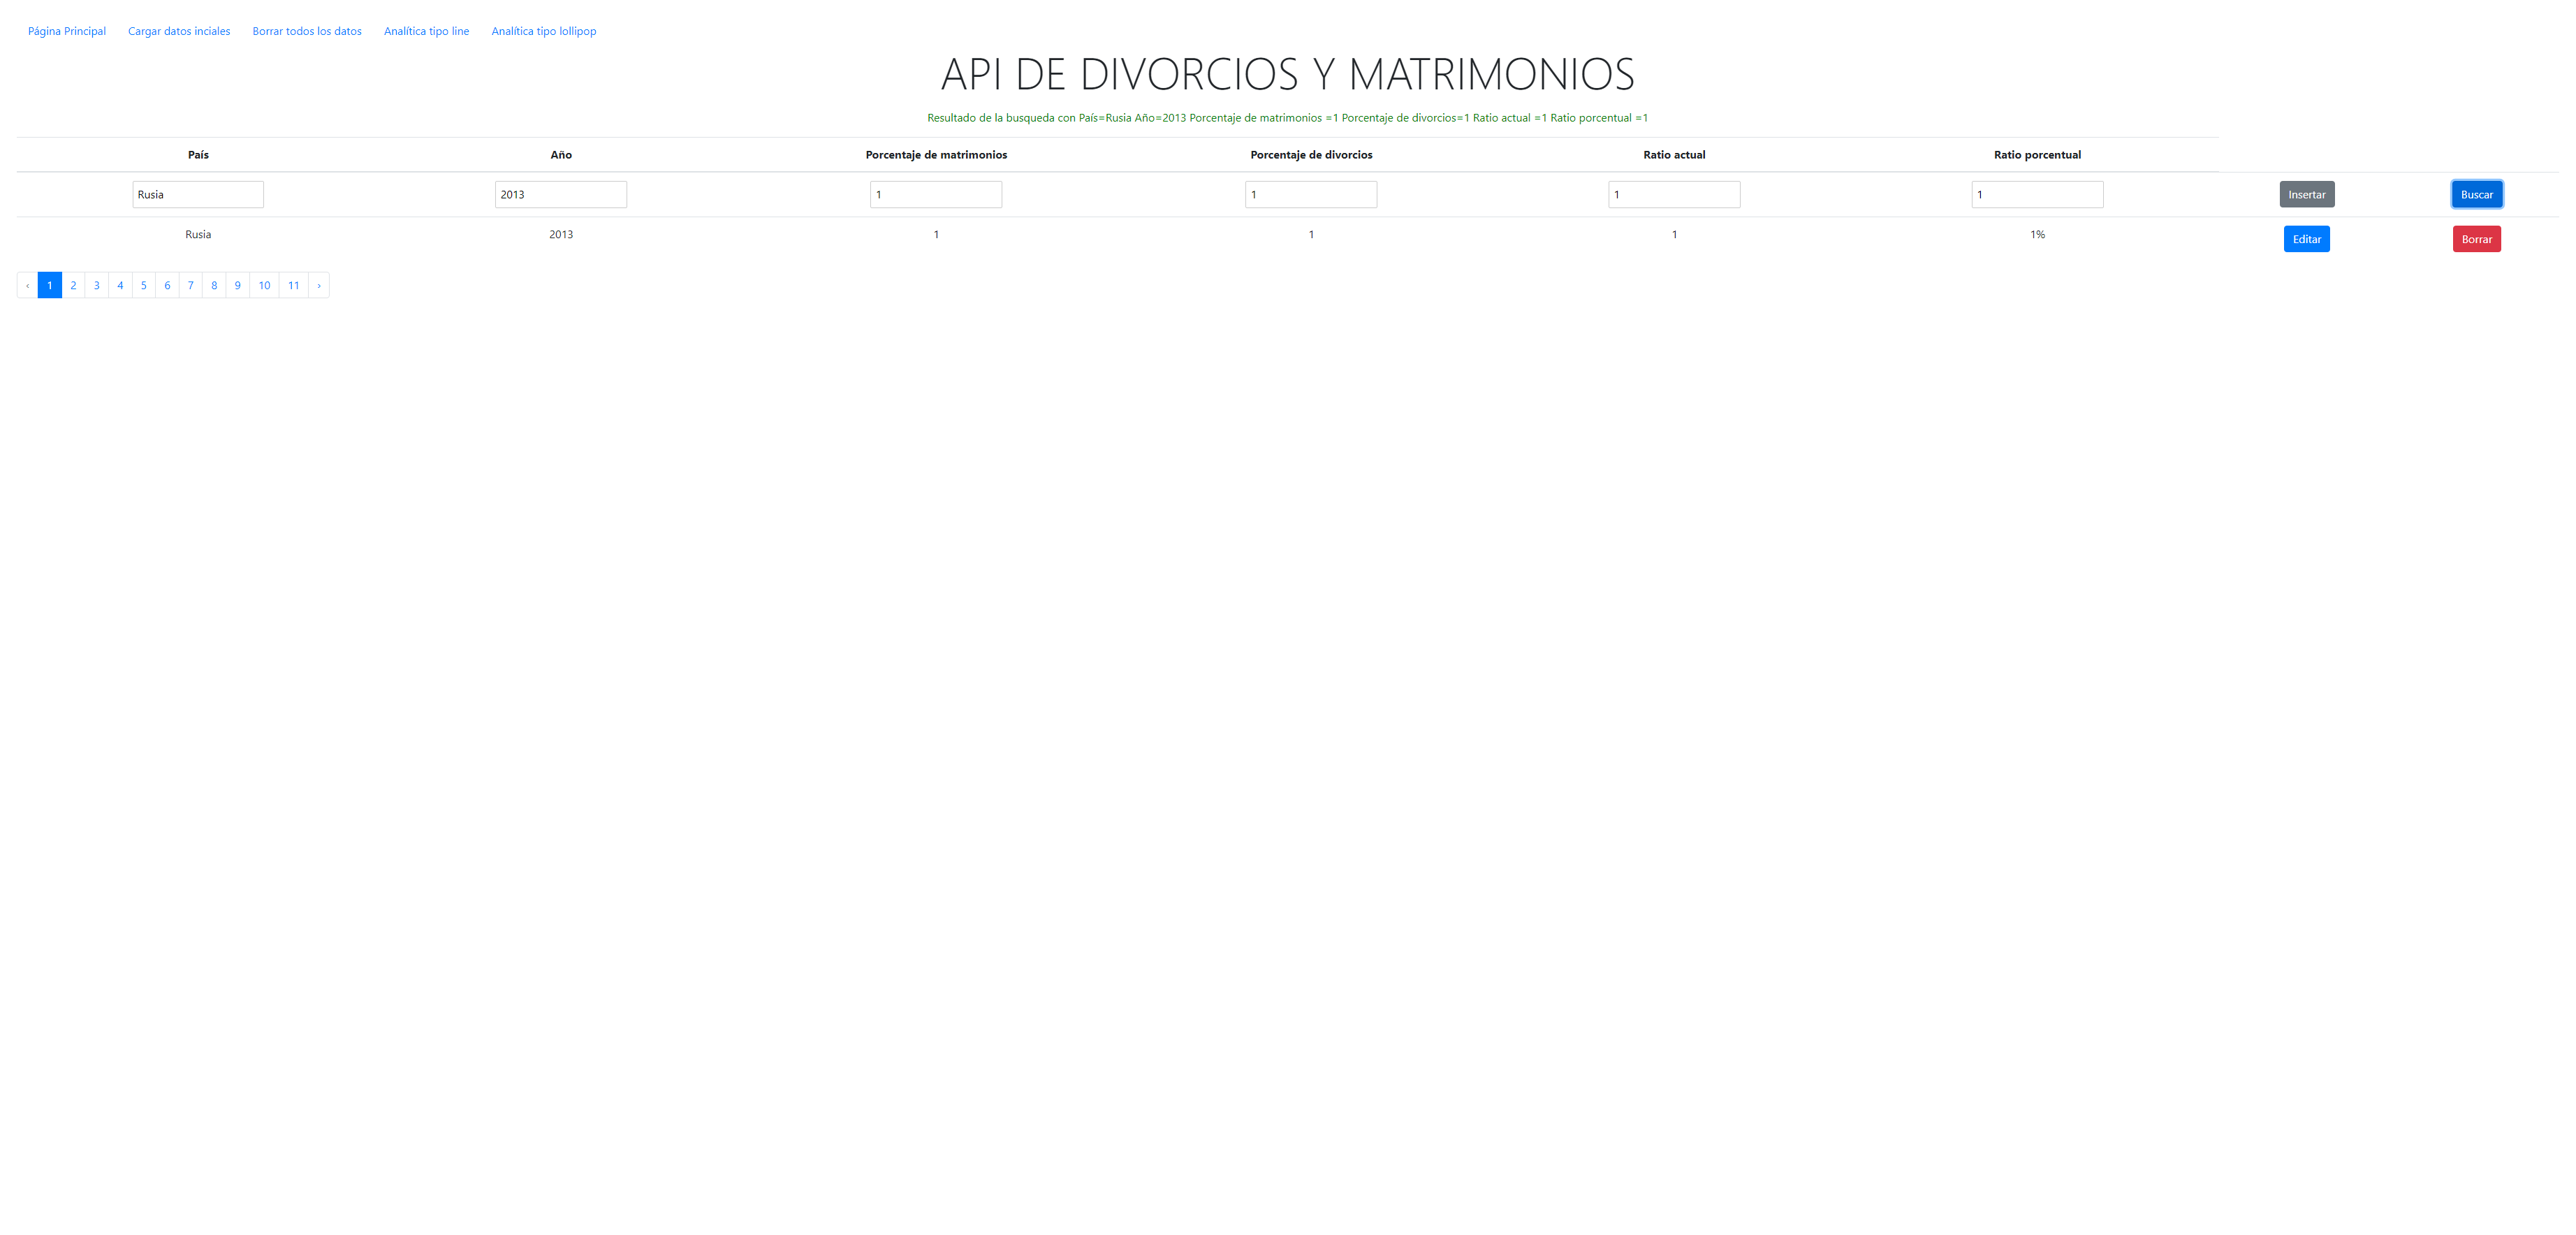 Página Principal Cargar datos inciales Borrar todos los datos Analítica tipo line Analítica tipo lollipop
API DE DIVORCIOS Y MATRIMONIOS
Resultado de la busqueda con País=Rusia Año=2013 Porcentaje de matrimonios =1 Porcentaje de divorcios=1 Ratio actual =1 Ratio porcentual =1
País Año Porcentaje de matrimonios Porcentaje de divorcios Ratio actual Ratio porcentual
Rusia 2013 1 1 1 1 Insertar Buscar
Rusia 2013 1 1 1 1% Editar Borrar
‹ 1 2 3 4 5 6 7 8 9 10 11 ›